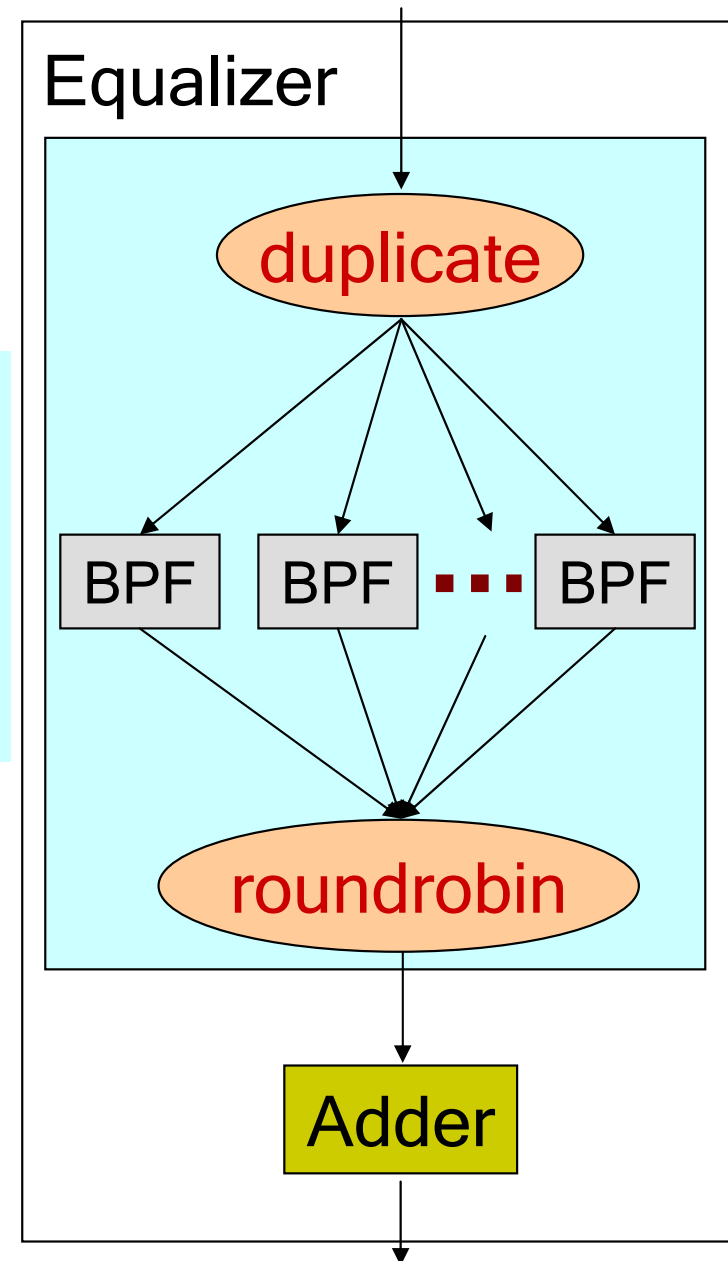 Equalizer
duplicate
BPF BPF ... BPF
roundrobin
Adder